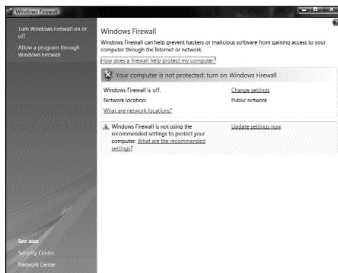 Windows Firewall
Turn Windows Firewall on or
off
Allow a program through
Windows Firewall
Windows Firewall
Windows Firewall can help prevent hackers or malicious software from gaining access to your
computer through the Internet or network.
How does a firewall help protect my computer?
Your computer is not protected: turn on Windows Firewall
Windows Firewall is off. Change settings
Network location: Public network
What are network locations?
Windows Firewall is not using the Update settings now
recommended settings to protect your
computer. What are the recommended
settings?
See also
Security Center
Network Center